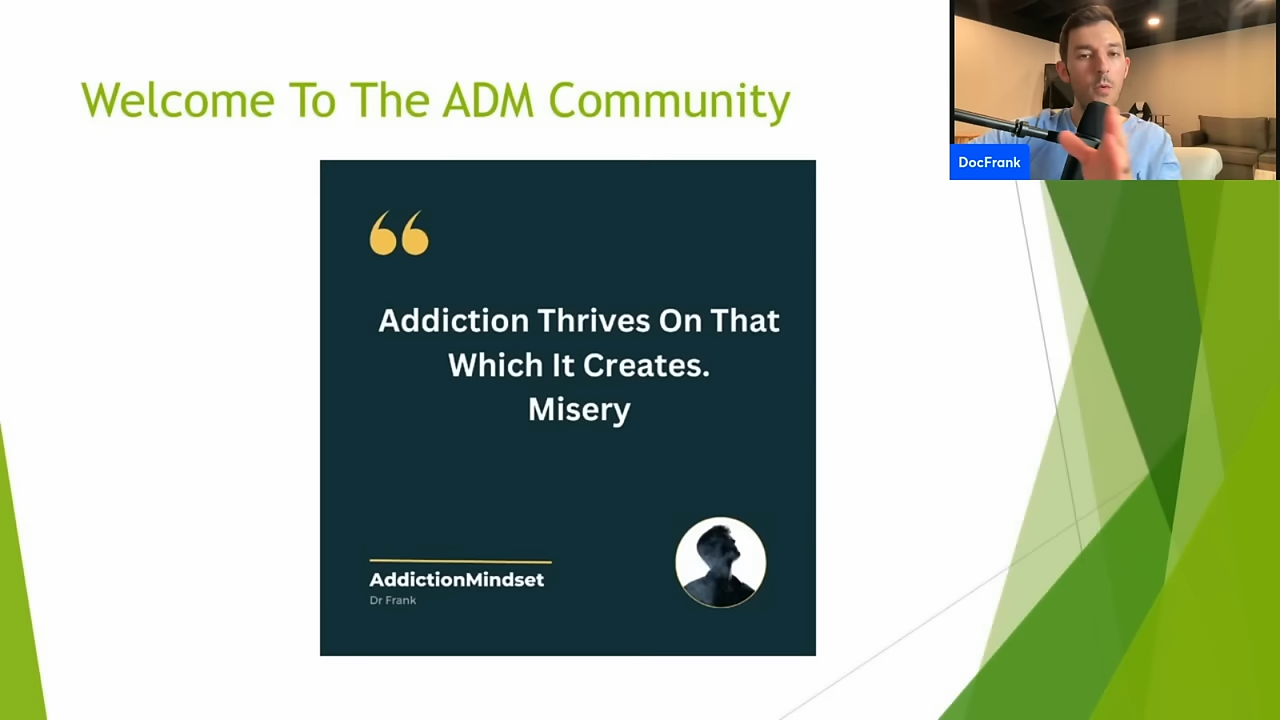 Welcome To The ADM Community
DocFrank
“
Addiction Thrives On That
Which It Creates.
Misery
AddictionMindset
Dr Frank